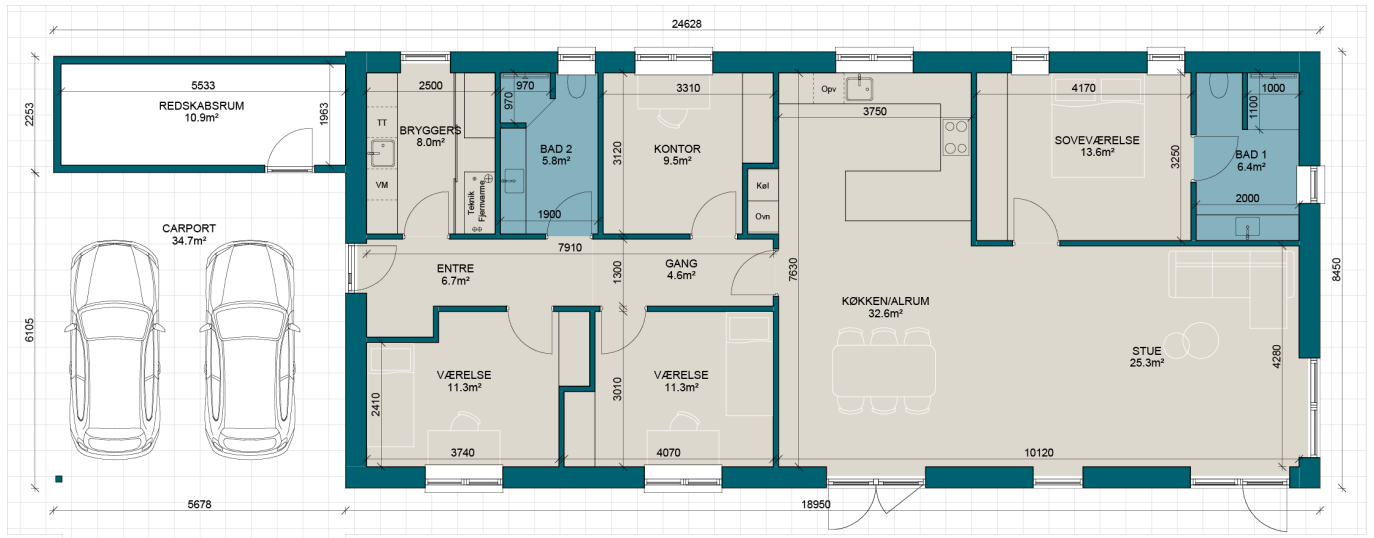 24628
5533
REDSKABSRUM
10.9m²
1963
2253
2500
TT
BRYGGERS
8.0m²
VM
Teknik
Fjernvarme
970
970
BAD 2
5.8m²
1900
3310
3120
KONTOR
9.5m²
Køl
Ovn
Opv
3750
4170
SOVEVÆRELSE
13.6m²
3250
1000
1100
BAD 1
6.4m²
2000
8450
CARPORT
34.7m²
6105
7910
ENTRE
6.7m²
1300
GANG
4.6m²
7630
KØKKEN/ALRUM
32.6m²
STUE
25.3m²
4280
VÆRELSE
11.3m²
2410
3740
VÆRELSE
11.3m²
3010
4070
10120
5678
18950